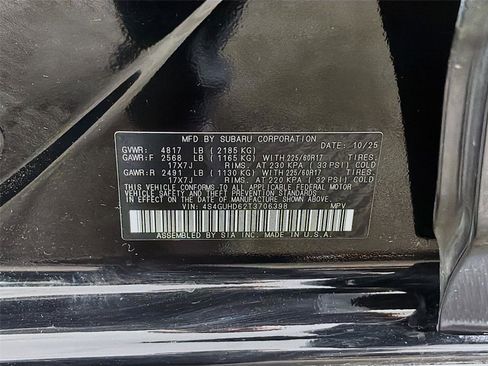 MFD BY SUBARU CORPORATION DATE: 10/25
GVWR: 4817 LB ( 2185 KG)
GAWR:F 2568 LB ( 1165 KG) WITH 225/60R17 TIRES,
17X7J RIMS, AT 230 KPA ( 33 PSI) COLD
GAWR:R 2491 LB ( 1130 KG) WITH 225/60R17 TIRES,
17X7J RIMS, AT 220 KPA ( 32 PSI) COLD
THIS VEHICLE CONFORMS TO ALL APPLICABLE FEDERAL MOTOR VEHICLE
SAFETY AND THEFT PREVENTION STANDARDS IN EFFECT ON THE DATE OF
MANUFACTURE SHOWN ABOVE.
VIN: 4S4GUHD62T3706398 MPV
ASSEMBLED BY SIA INC. MADE IN U.S.A.